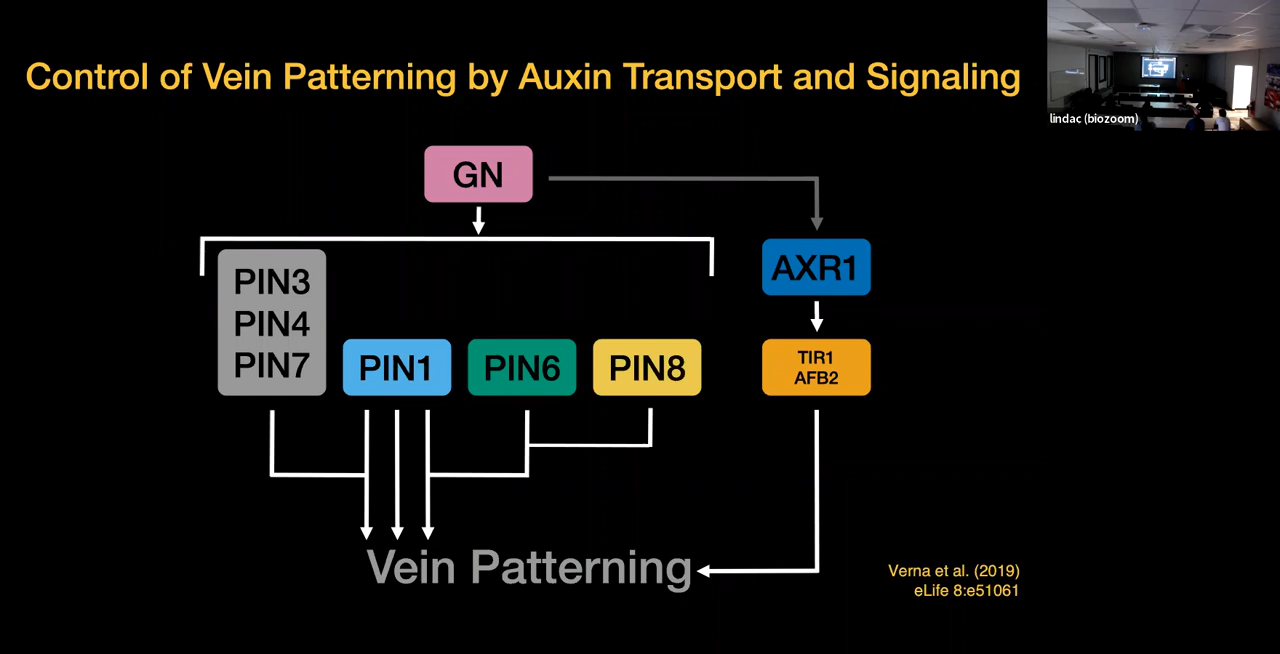 Control of Vein Patterning by Auxin Transport and Signaling
lindac (biozoom)
GN
PIN3
PIN4
PIN7
PIN1
PIN6
PIN8
AXR1
TIR1
AFB2
Vein Patterning
Verna et al. (2019)
eLife 8:e51061